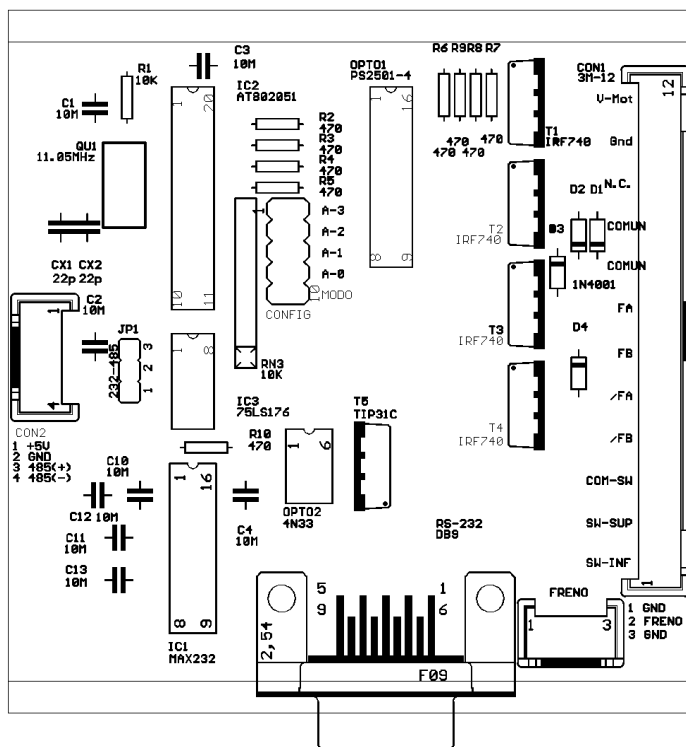 C3
10M
R1
10K
C1
10M
QU1
11.05MHz
CX1 CX2
22p 22p
C2
10M
IC2
AT802051
1
20
10
11
R2
470
R3
470
R4
470
R5
470
1
A-3
A-2
A-1
A-0
10
MODO
CONFIG
RN3
10K
OPTO1
PS2501-4
1
16
8
9
R6 R9R8 R7
470 470
470 470
T1
IRF740
T2
IRF740
T3
IRF740
T4
IRF740
D2 D1
D3
1N4001
D4
CON1
3M-12
12
V-Mot
Gnd
N.C.
COMUN
COMUN
FA
FB
/FA
/FB
COM-SW
SW-SUP
SW-INF
1
JP1
232-485
3
2
1
1
4
CON2
1 +5V
2 GND
3 485(+)
4 485(-)
1
8
IC3
75LS176
R10
470
C10
10M
C12 10M
C11
10M
C13
10M
1
16
8
9
IC1
MAX232
C4
10M
1
6
OPTO2
4N33
T5
TIP31C
RS-232
DB9
5
9
1
6
2,54
F09
FRENO
1
3
1 GND
2 FRENO
3 GND